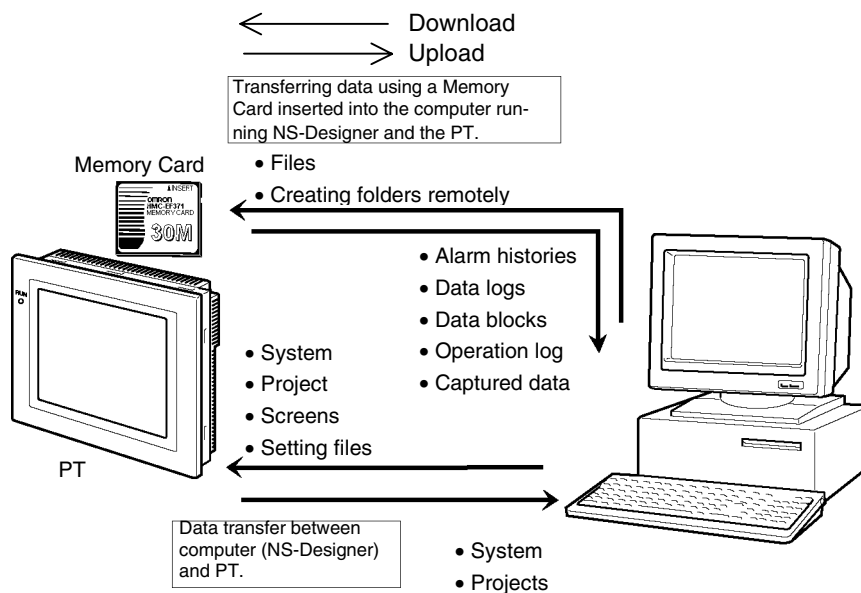 Download
Upload
Transferring data using a Memory
Card inserted into the computer run-
ning NS-Designer and the PT.
Memory Card
• Files
• Creating folders remotely
INSERT
OMRON
HMC-EF371
MEMORY CARD
30M
• Alarm histories
• Data logs
• Data blocks
• Operation log
• Captured data
RUN
• System
• Project
• Screens
• Setting files
PT
Data transfer between
computer (NS-Designer)
and PT.
• System
• Projects